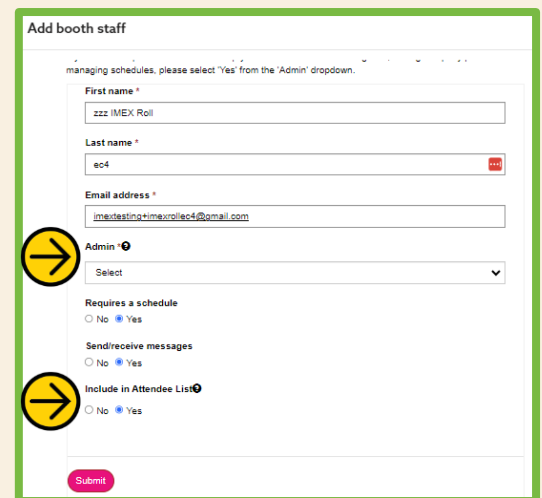 Add booth staff
managing schedules, please select 'Yes' from the 'Admin' dropdown.
First name *
zzz IMEX Roll
Last name *
ec4
Email address *
imextesting+imexrollec4@gmail.com
Admin *?
Select
Requires a schedule
No Yes
Send/receive messages
No Yes
Include in Attendee List?
No Yes
Submit